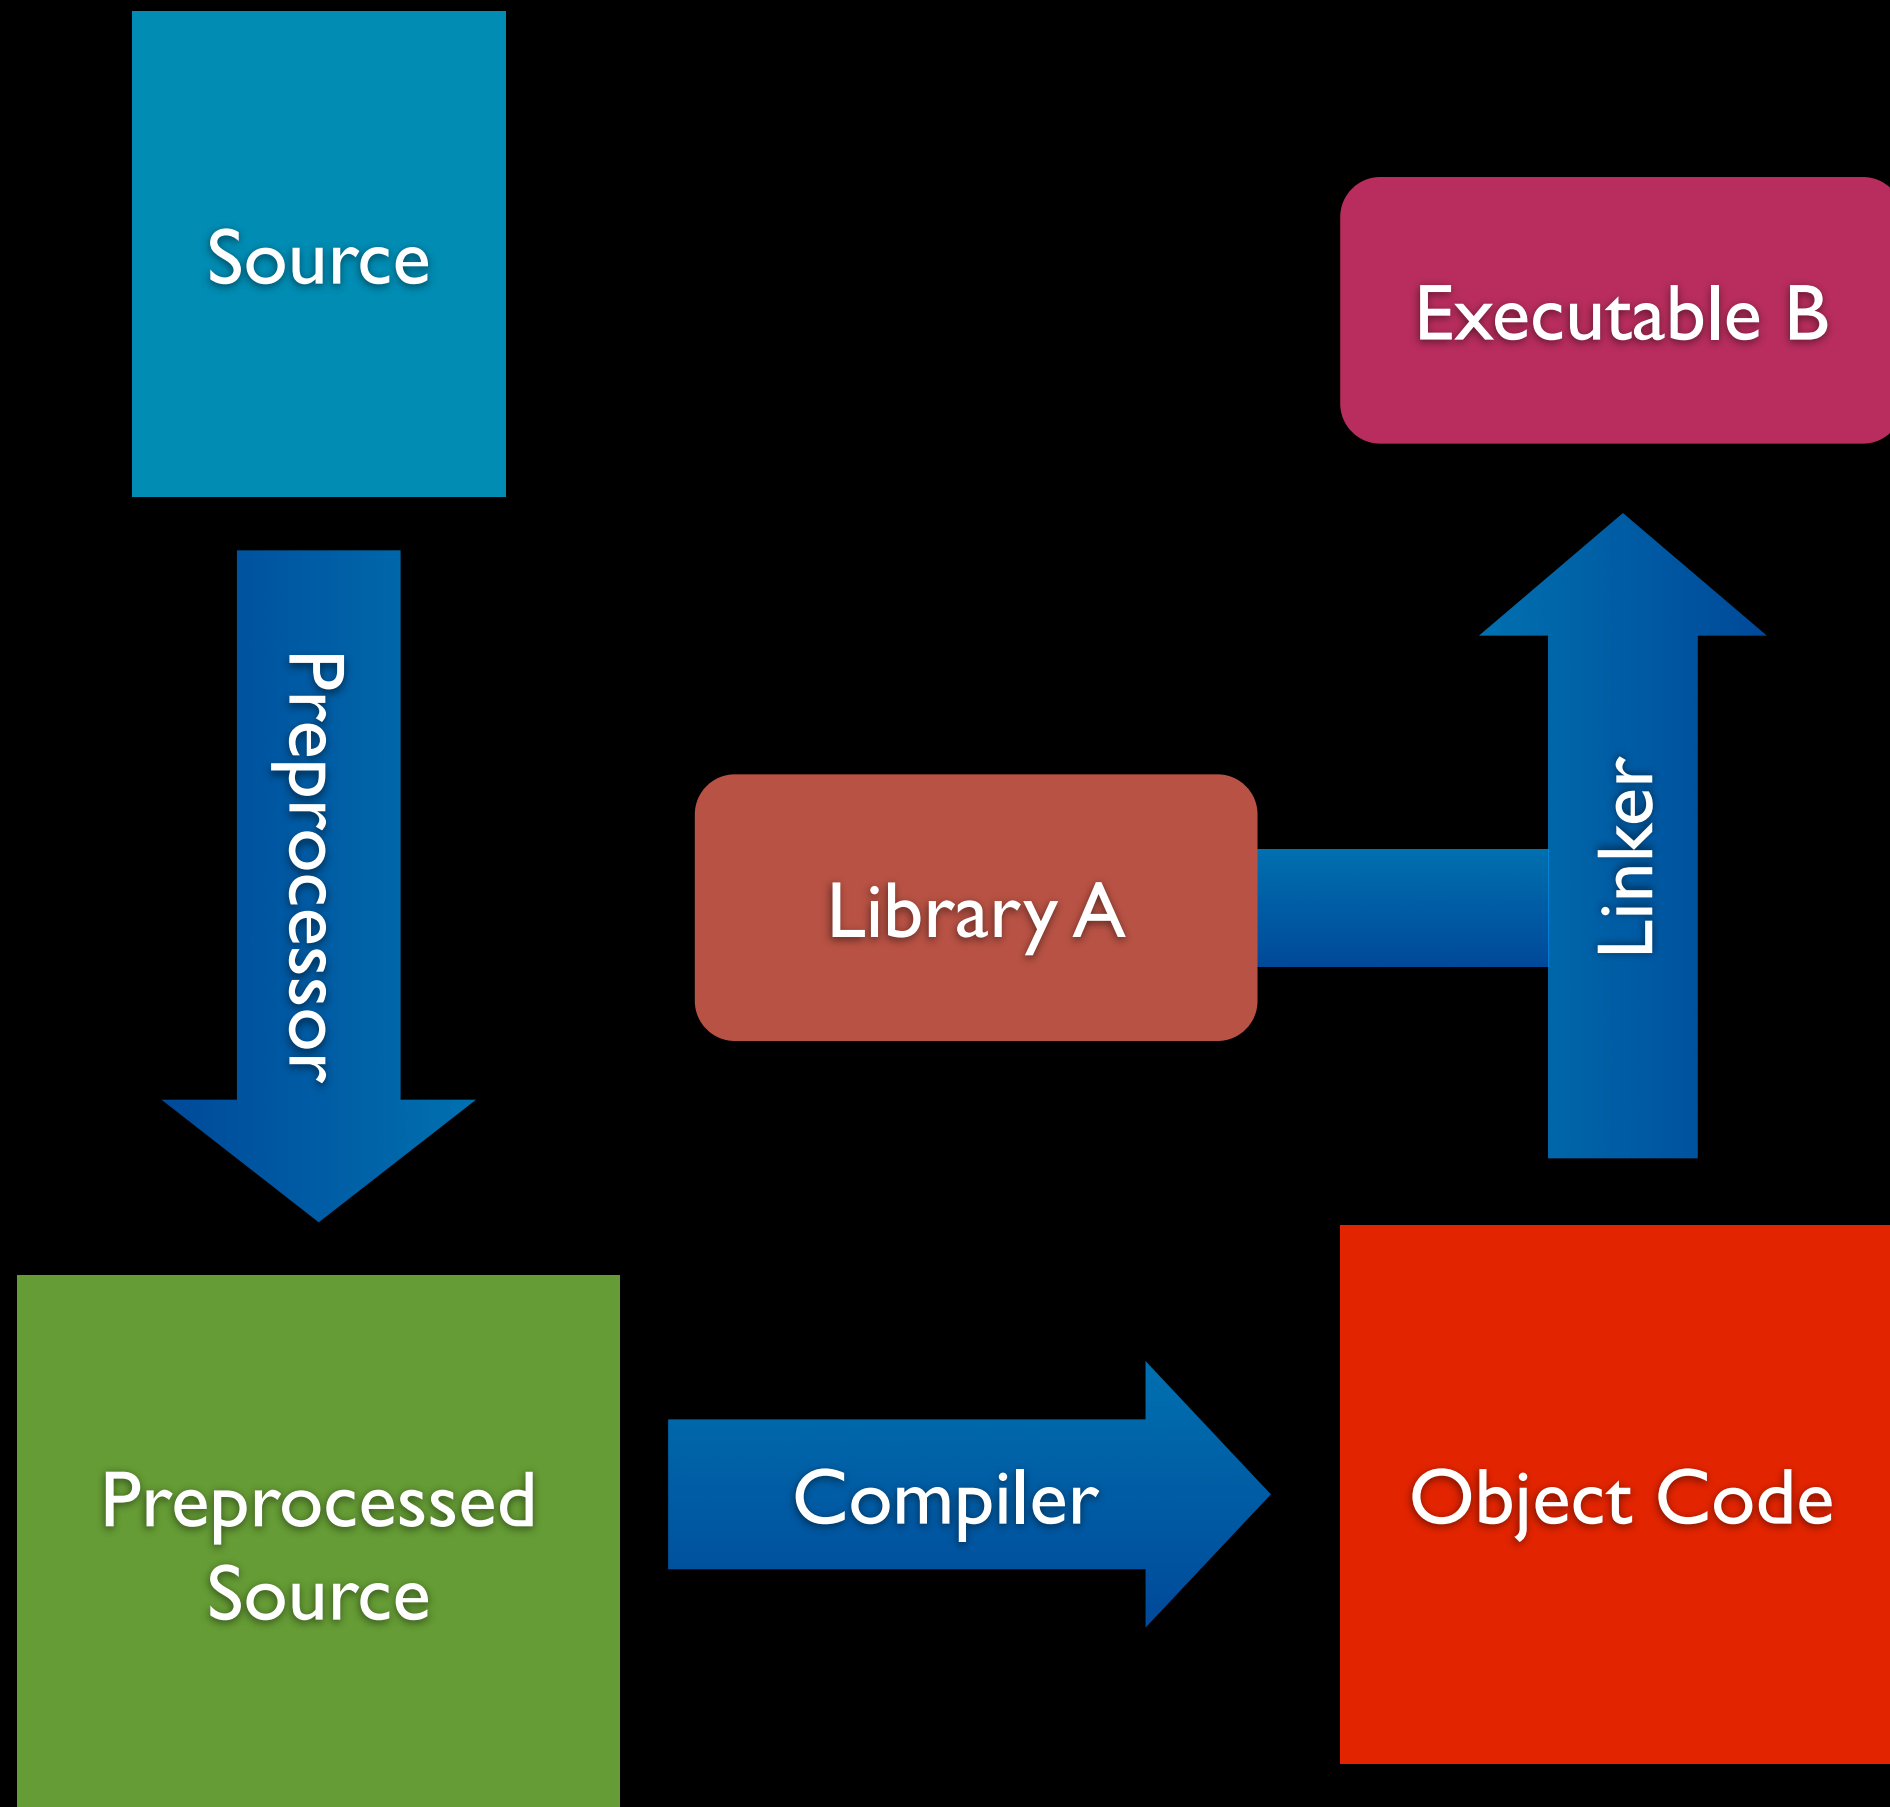 Source
Executable B
Preprocessor
Library A
Linker
Preprocessed
Source
Compiler
Object Code